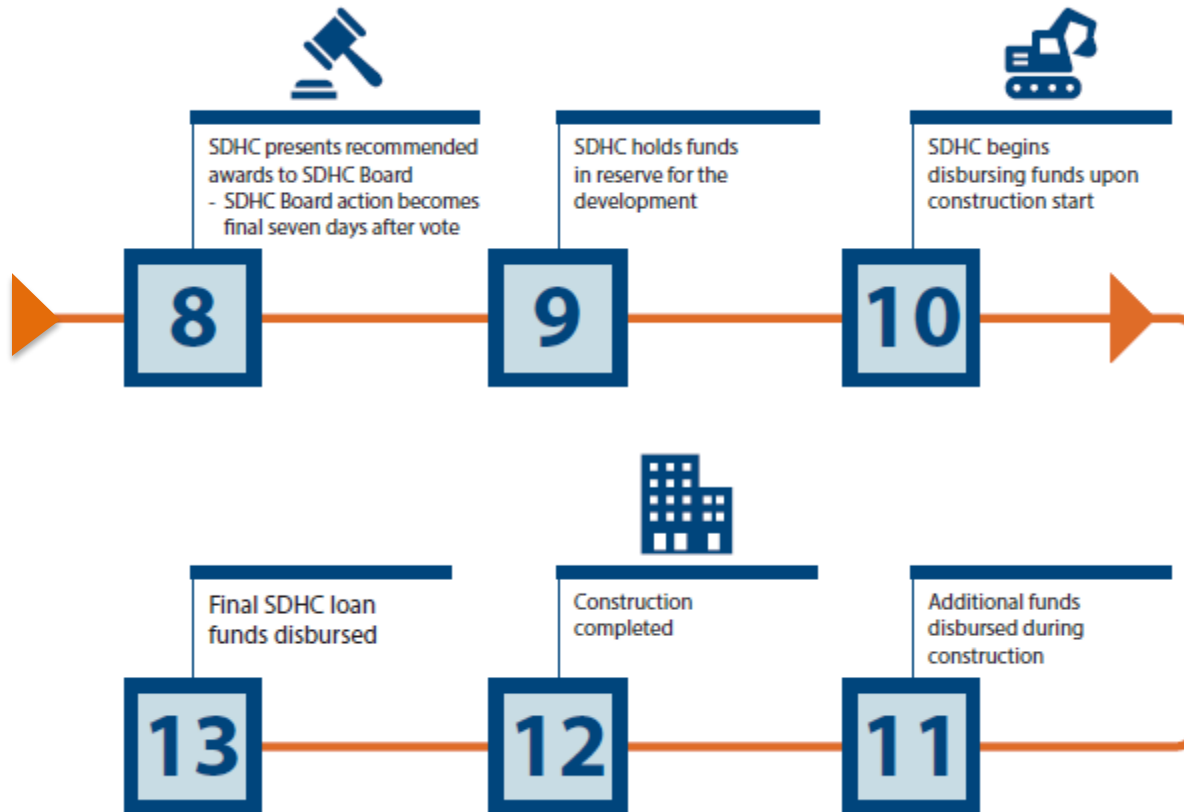 SDHC presents recommended
awards to SDHC Board
- SDHC Board action becomes
final seven days after vote
8
SDHC holds funds
in reserve for the
development
9
SDHC begins
disbursing funds upon
construction start
10
Additional funds
disbursed during
construction
11
Construction
completed
12
Final SDHC loan
funds disbursed
13